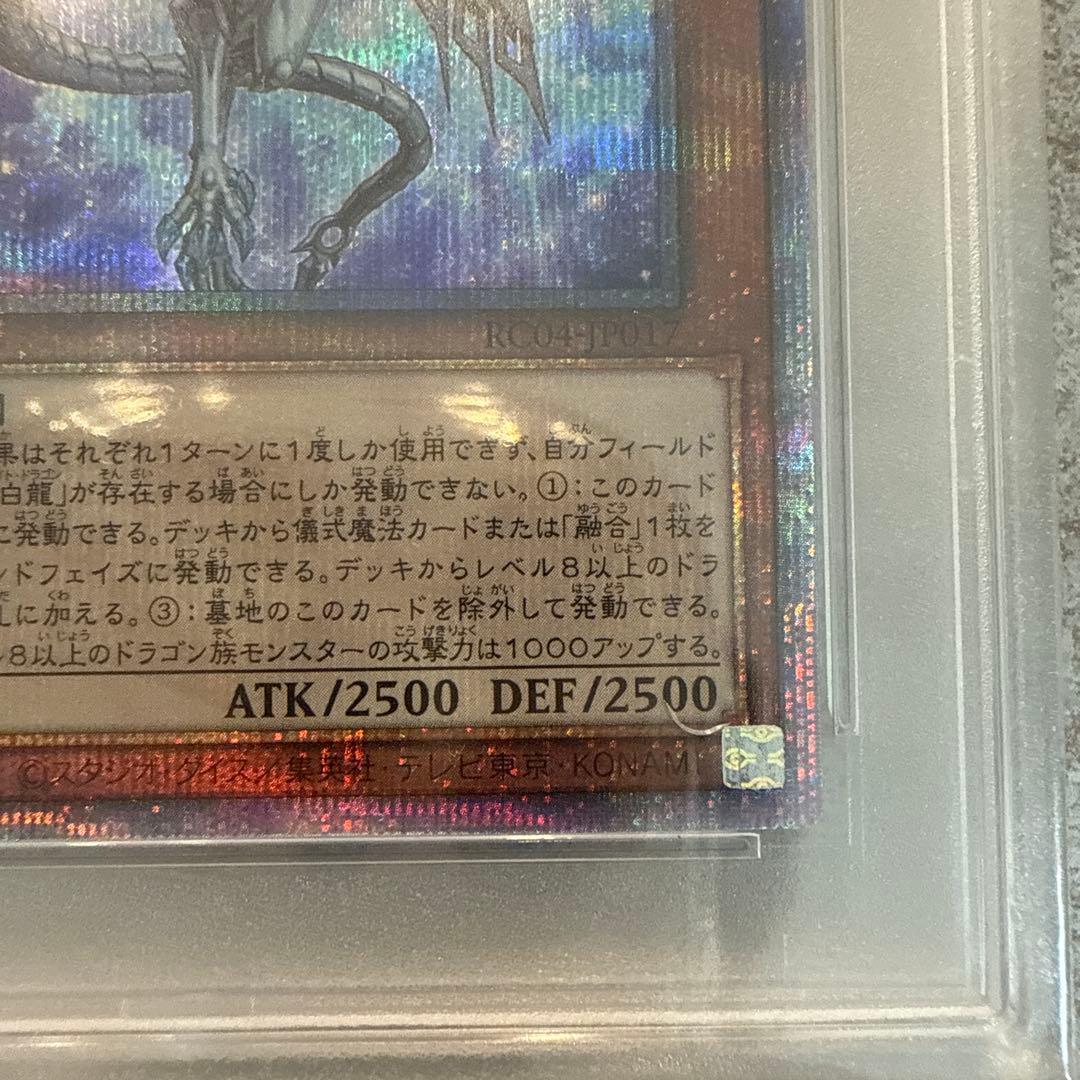 RC04-JP017
果はそれぞれ1ターンに1度しか使用できず、自分フィールド
白龍」が存在する場合にしか発動できない。①:このカード
に発動できる。デッキから儀式魔法カードまたは「融合」1枚を
ンドフェイズに発動できる。デッキからレベル8以上のドラ
札に加える。③:墓地のこのカードを除外して発動できる。
ル8以上のドラゴン族モンスターの攻撃力は1000アップする。
ATK/2500 DEF/2500
©スタジオ・ダイス/集英社・テレビ東京・KONAMI